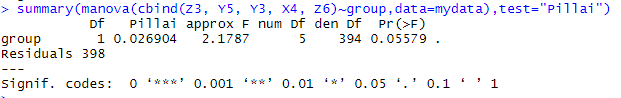 > summary(manova(cbind(Z3, Y5, Y3, X4, Z6)~group,data=mydata),test="Pillai")
Df Pillai approx F num Df den Df Pr(>F)
group 1 0.026904 2.1787 5 394 0.05579 .
Residuals 398
---
Signif. codes: 0 ‘***’ 0.001 ‘**’ 0.01 ‘*’ 0.05 ‘.’ 0.1 ‘ ’ 1
>